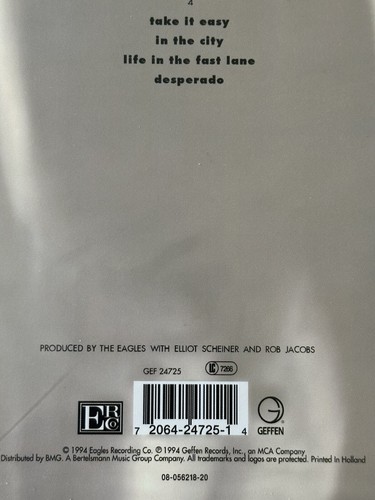 4
take it easy
in the city
life in the fast lane
desperado
PRODUCED BY THE EAGLES WITH ELLIOT SCHEINER AND ROB JACOBS
GEF 24725
LC 7266
ERC
GEFFEN
7 2064-24725-1 4
© 1994 Eagles Recording Co. ℗ 1994 Geffen Records, Inc., an MCA Company
Distributed by BMG. A Bertelsmann Music Group Company. All trademarks and logos are protected. Printed In Holland
08-056218-20